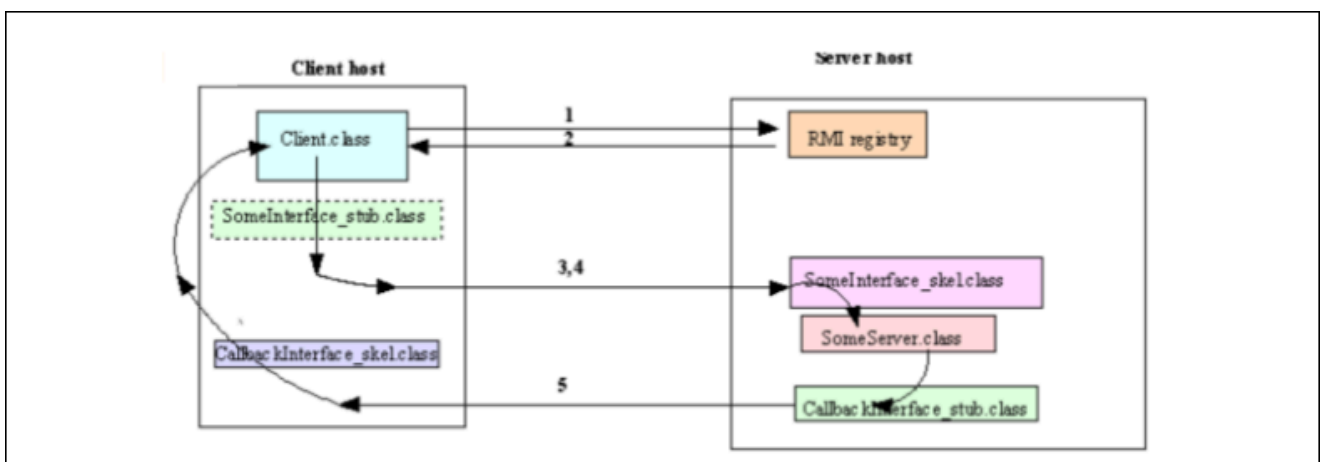 Client host
Server host
Client.class
1
2
RMI registry
SomeInterface_stub.class
3,4
SomeInterface_skel.class
SomeServer.class
CallbackInterface_skel.class
5
CallbackInterface_stub.class